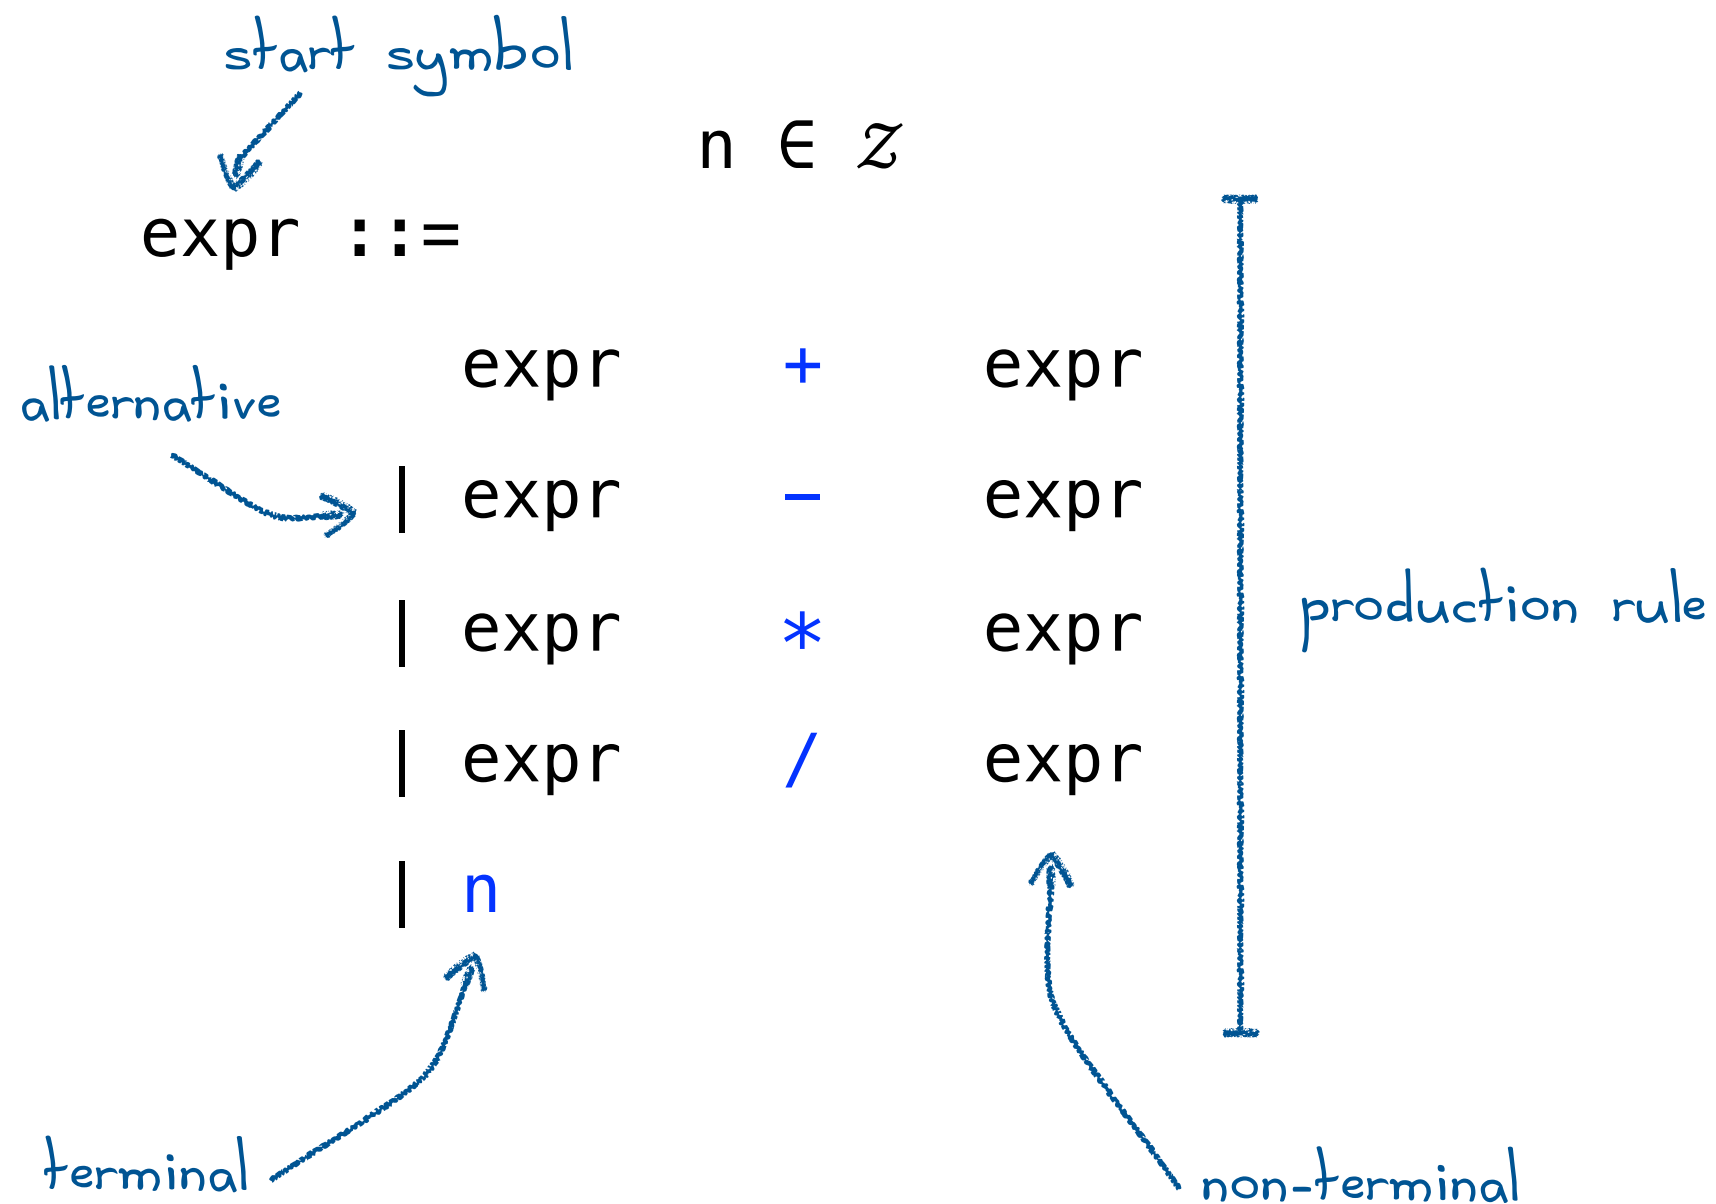 start symbol
n ∈ 𝓩
expr ::=
expr + expr
alternative
| expr − expr
| expr * expr
production rule
| expr / expr
| n
terminal
non-terminal